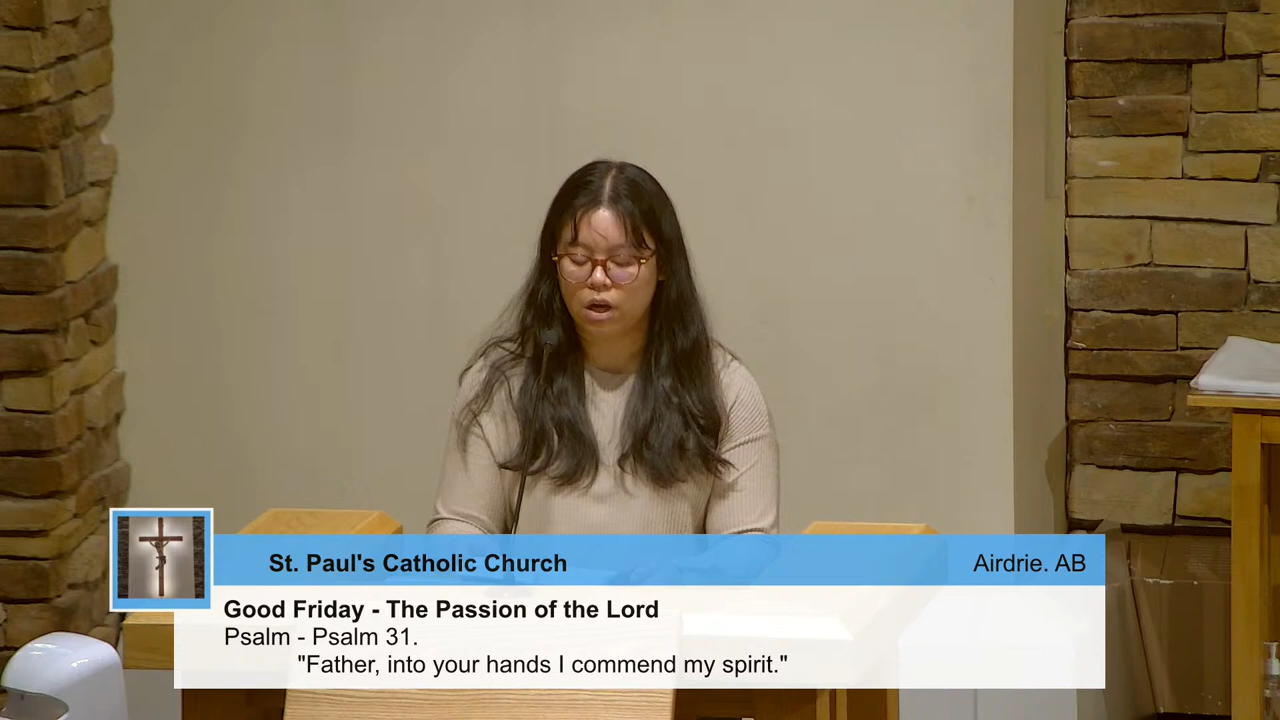 St. Paul's Catholic Church
Airdrie. AB
Good Friday - The Passion of the Lord
Psalm - Psalm 31.
"Father, into your hands I commend my spirit."